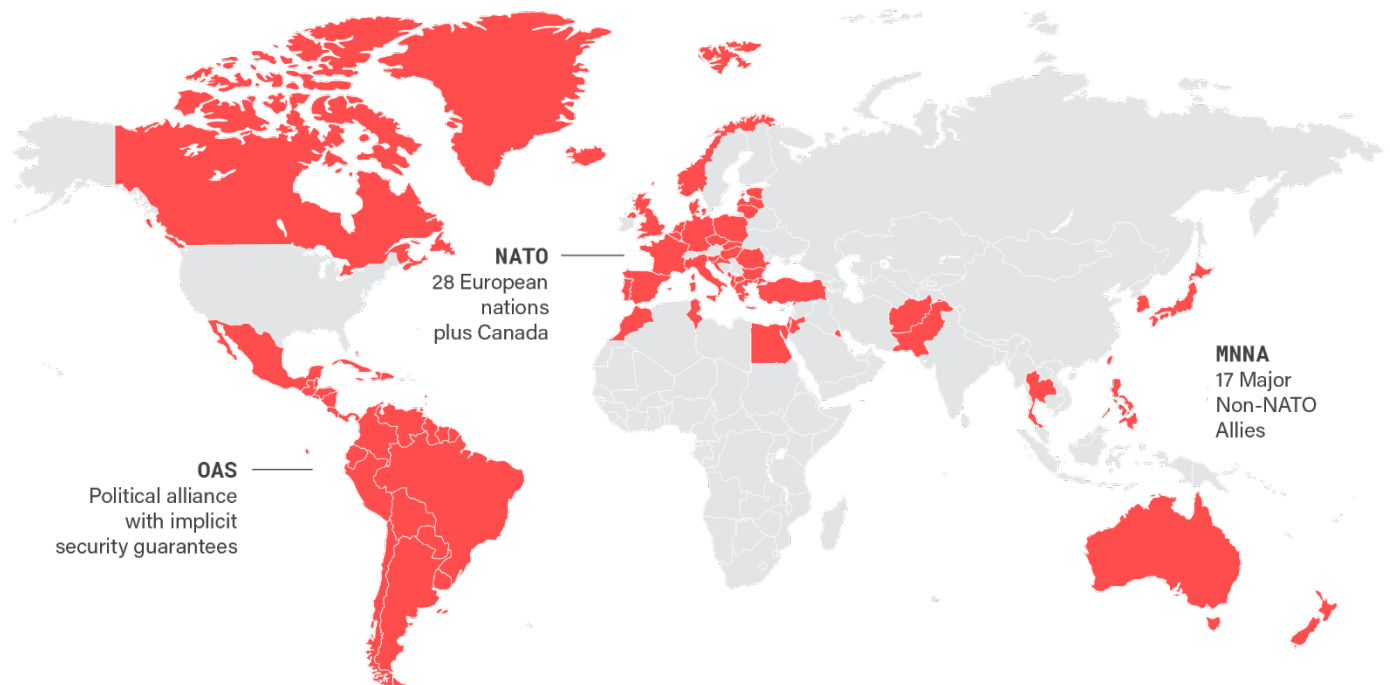 NATO
28 European
nations
plus Canada
MNNA
17 Major
Non-NATO
Allies
OAS
Political alliance
with implicit
security guarantees